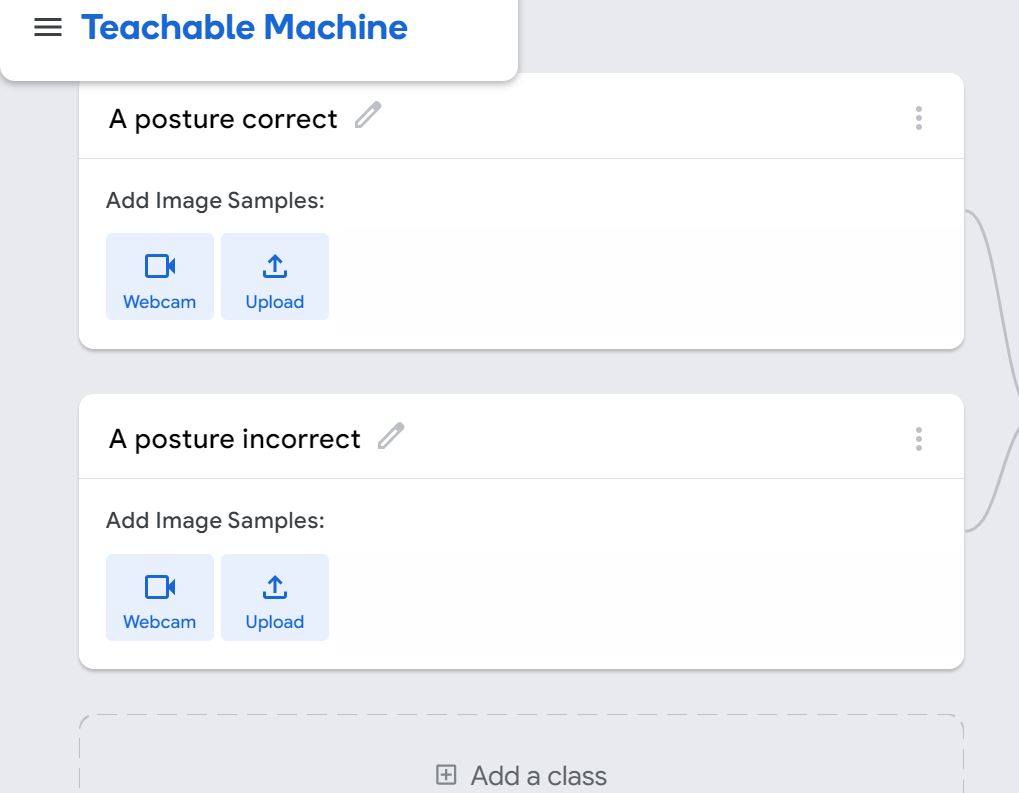 Teachable Machine
A posture correct
Add Image Samples:
Webcam Upload
A posture incorrect
Add Image Samples:
Webcam Upload
Add a class